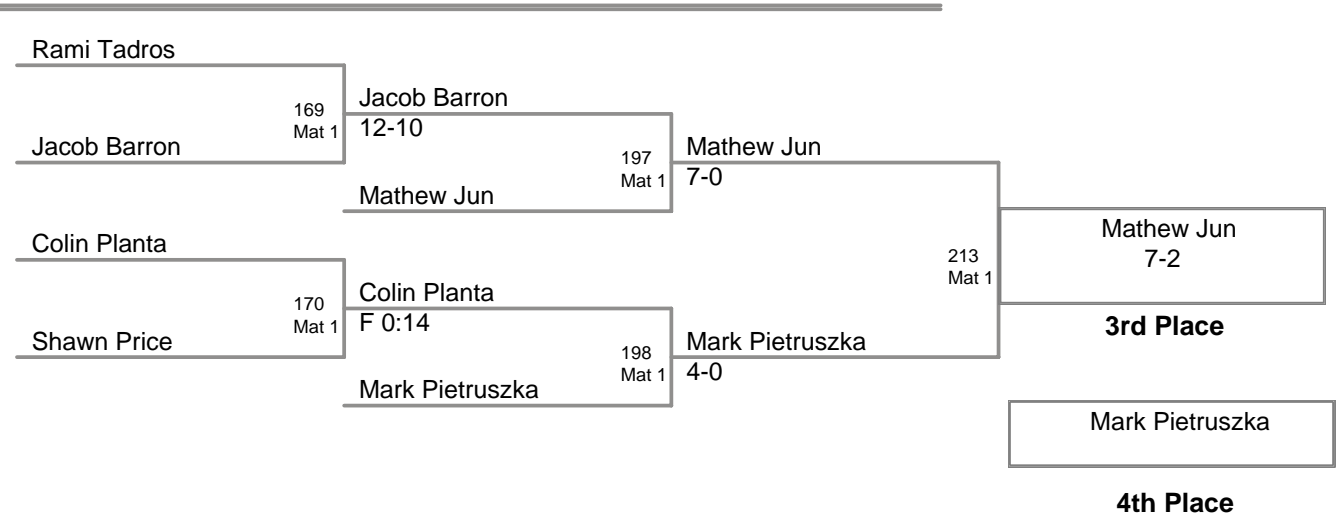 Rami Tadros
169
Mat 1
Jacob Barron
12-10
Jacob Barron
197
Mat 1
Mathew Jun
7-0
Mathew Jun
Colin Planta
213
Mat 1
Mathew Jun
7-2
3rd Place
170
Mat 1
Colin Planta
F 0:14
Shawn Price
198
Mat 1
Mark Pietruszka
4-0
Mark Pietruszka
Mark Pietruszka
4th Place